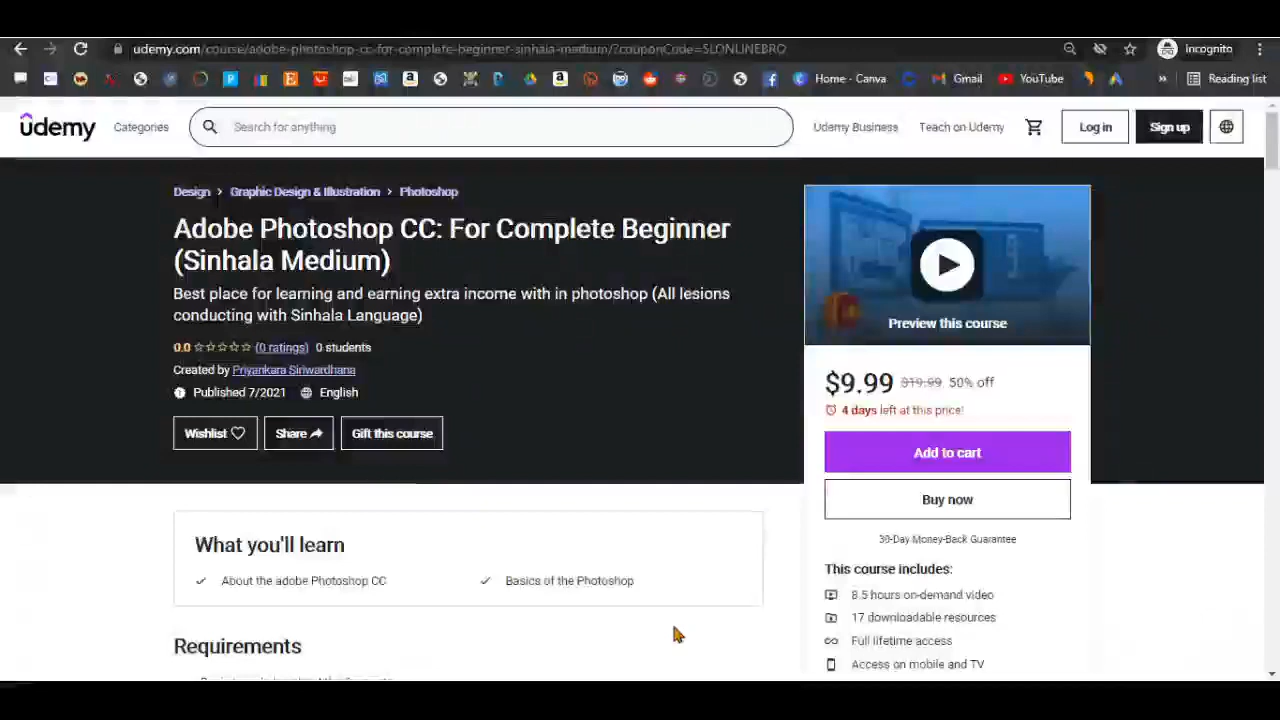 udemy.com/course/adobe-photoshop-cc-for-complete-beginner-sinhala-medium/?couponCode=SLONLINEBRO
Incognito
Home - Canva
Gmail
YouTube
»
Reading list
ûdemy
Categories
Search for anything
Udemy Business
Teach on Udemy
Log in
Sign up
Design > Graphic Design & Illustration > Photoshop
Adobe Photoshop CC: For Complete Beginner
(Sinhala Medium)
Best place for learning and earning extra income with in photoshop (All lesions
conducting with Sinhala Language)
0.0 (0 ratings) 0 students
Created by Priyankara Siriwardhana
Published 7/2021 English
Wishlist
Share
Gift this course
Preview this course
$9.99 $19.99 50% off
4 days left at this price!
Add to cart
Buy now
30-Day Money-Back Guarantee
This course includes:
8.5 hours on-demand video
17 downloadable resources
Full lifetime access
Access on mobile and TV
What you'll learn
About the adobe Photoshop CC
Basics of the Photoshop
Requirements